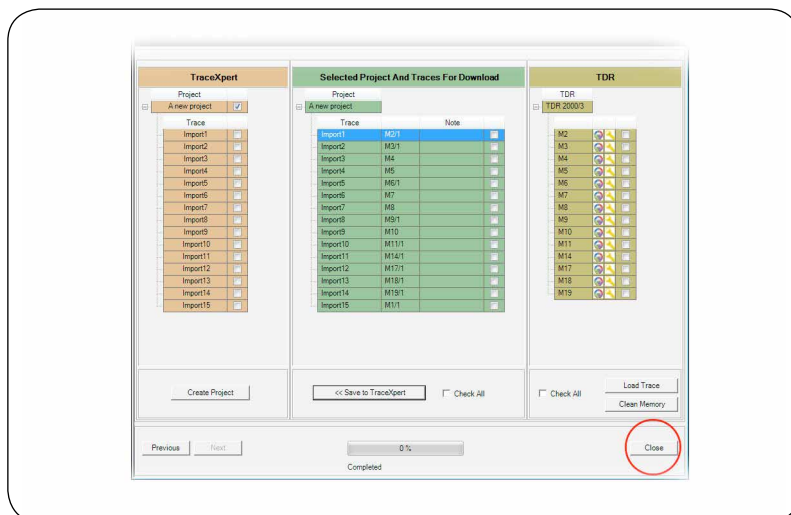 TraceXpert
Project
A new project
Trace
Import1
Import2
Import3
Import4
Import5
Import6
Import7
Import8
Import9
Import10
Import11
Import12
Import13
Import14
Import15
Create Project
Selected Project And Traces For Download
Project
A new project
Trace Note
Import1 M2/1
Import2 M3/1
Import3 M4
Import4 M5
Import5 M6/1
Import6 M7
Import7 M8
Import8 M9/1
Import9 M10
Import10 M11/1
Import11 M14/1
Import12 M17/1
Import13 M18/1
Import14 M19/1
Import15 M1/1
<< Save to TraceXpert Check All
TDR
TDR
TDR 2000/3
M2
M3
M4
M5
M6
M7
M8
M9
M10
M11
M14
M17
M18
M19
Check All
Load Trace
Clean Memory
Previous Next 0 % Close
Completed